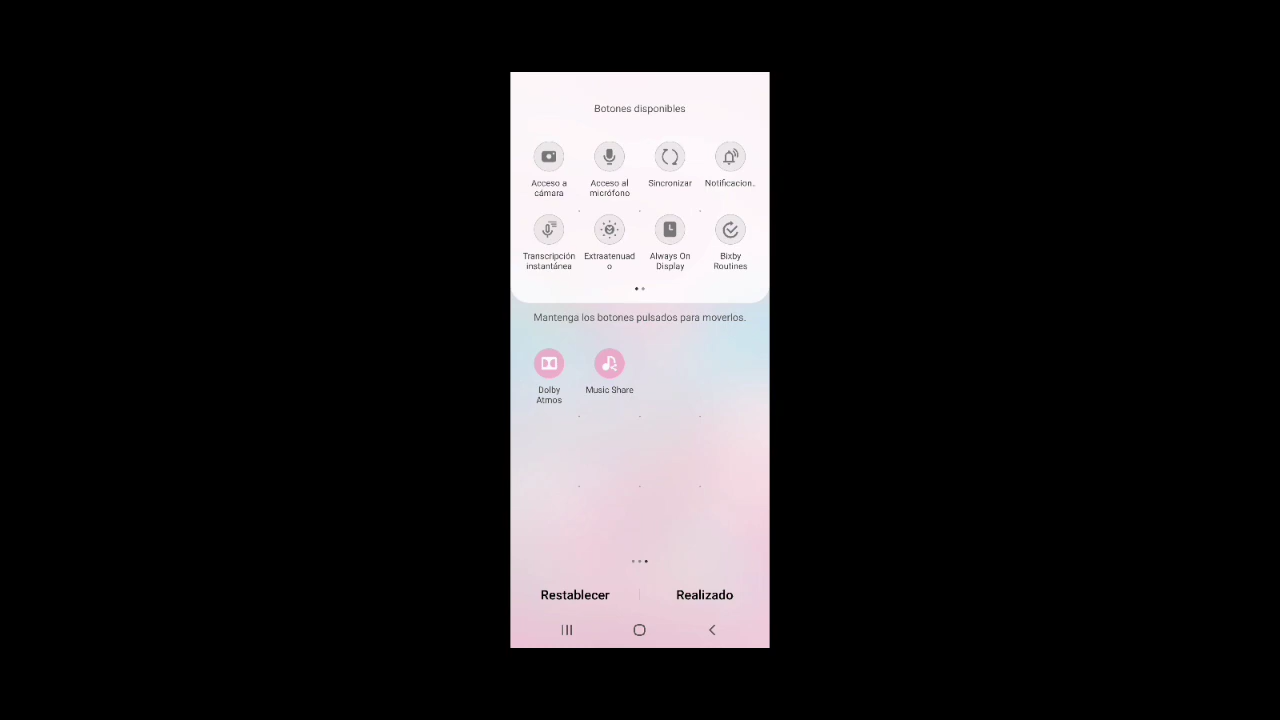 Botones disponibles
Acceso a
cámara
Acceso al
micrófono
Sincronizar
Notificacion..
Transcripción
instantánea
Extraatenuad
o
Always On
Display
Bixby
Routines
Mantenga los botones pulsados para moverlos.
Dolby
Atmos
Music Share
Restablecer
Realizado